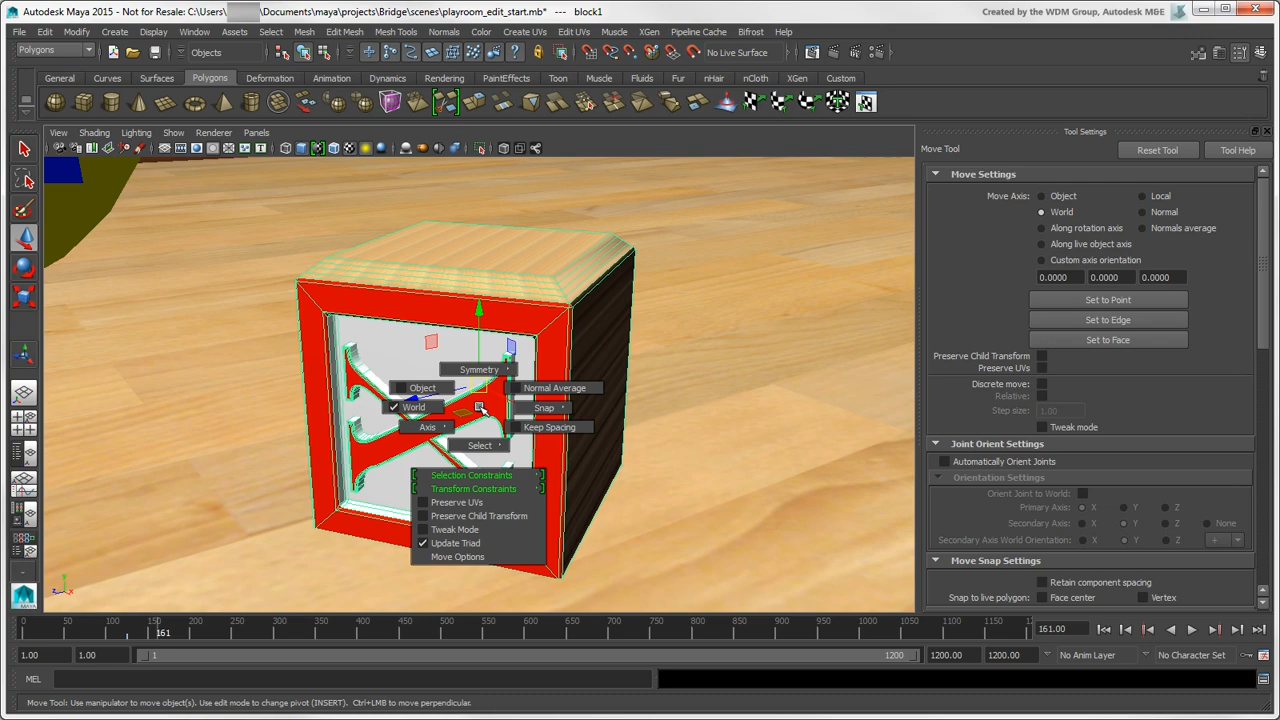 Autodesk Maya 2015 - Not for Resale: C:\Users\ \Documents\maya\projects\Bridge\scenes\playroom_edit_start.mb* --- block1
Created by the WDM Group, Autodesk M&E
File Edit Modify Create Display Window Assets Select Mesh Edit Mesh Mesh Tools Normals Color Create UVs Edit UVs Muscle XGen Pipeline Cache Bifrost Help
Polygons Objects No Live Surface
General Curves Surfaces Polygons Deformation Animation Dynamics Rendering PaintEffects Toon Muscle Fluids Fur nHair nCloth XGen Custom
View Shading Lighting Show Renderer Panels
Tool Settings
Move Tool Reset Tool Tool Help
Move Settings
Move Axis: Object Local
World Normal
Along rotation axis Normals average
Along live object axis
Custom axis orientation
0.0000 0.0000 0.0000
Set to Point
Set to Edge
Set to Face
Preserve Child Transform
Preserve UVs
Discrete move:
Relative:
Step size: 1.00
Tweak mode
Joint Orient Settings
Automatically Orient Joints
Orientation Settings
Orient Joint to World:
Primary Axis: X Y Z
Secondary Axis: X Y Z None
Secondary Axis World Orientation: X Y Z +
Move Snap Settings
Retain component spacing
Snap to live polygon: Face center Vertex
Symmetry
Object Normal Average
World Snap
Axis Keep Spacing
Select
Selection Constraints
Transform Constraints
Preserve UVs
Preserve Child Transform
Tweak Mode
Update Triad
Move Options
y
z x
MAYA
0 50 100 150 161 200 250 300 350 400 450 500 550 600 650 700 750 800 850 900 950 1000 1050 1100 1150 1200
161.00
1.00 1.00 1 1200 1200.00 1200.00 No Anim Layer No Character Set
MEL
Move Tool: Use manipulator to move object(s). Use edit mode to change pivot (INSERT). Ctrl+LMB to move perpendicular.